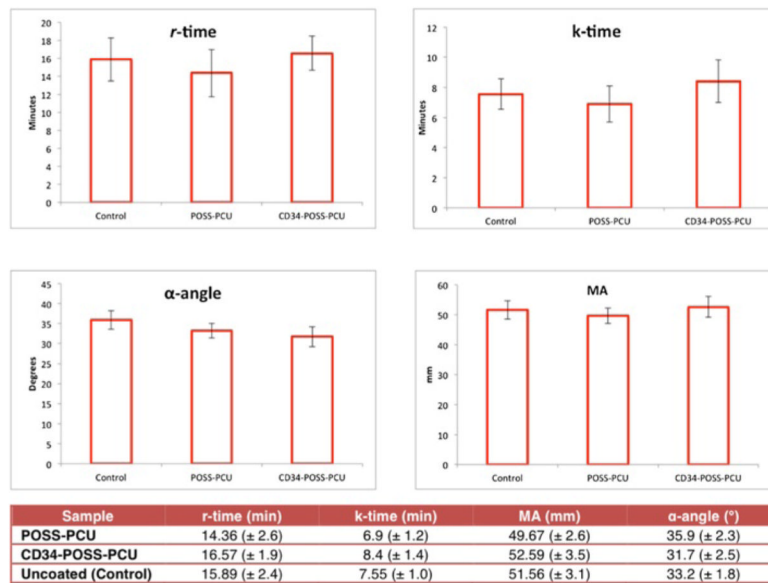 r-time
20
18
16
14
12
10
8
6
4
2
0
Minutes
Control POSS-PCU CD34-POSS-PCU
k-time
12
10
8
6
4
2
0
Minutes
Control POSS-PCU CD34-POSS-PCU
α-angle
45
40
35
30
25
20
15
10
5
0
Degrees
Control POSS-PCU CD34-POSS-PCU
MA
60
50
40
30
20
10
0
mm
Control POSS-PCU CD34-POSS-PCU
Sample r-time (min) k-time (min) MA (mm) α-angle (°)
POSS-PCU 14.36 (± 2.6) 6.9 (± 1.2) 49.67 (± 2.6) 35.9 (± 2.3)
CD34-POSS-PCU 16.57 (± 1.9) 8.4 (± 1.4) 52.59 (± 3.5) 31.7 (± 2.5)
Uncoated (Control) 15.89 (± 2.4) 7.55 (± 1.0) 51.56 (± 3.1) 33.2 (± 1.8)